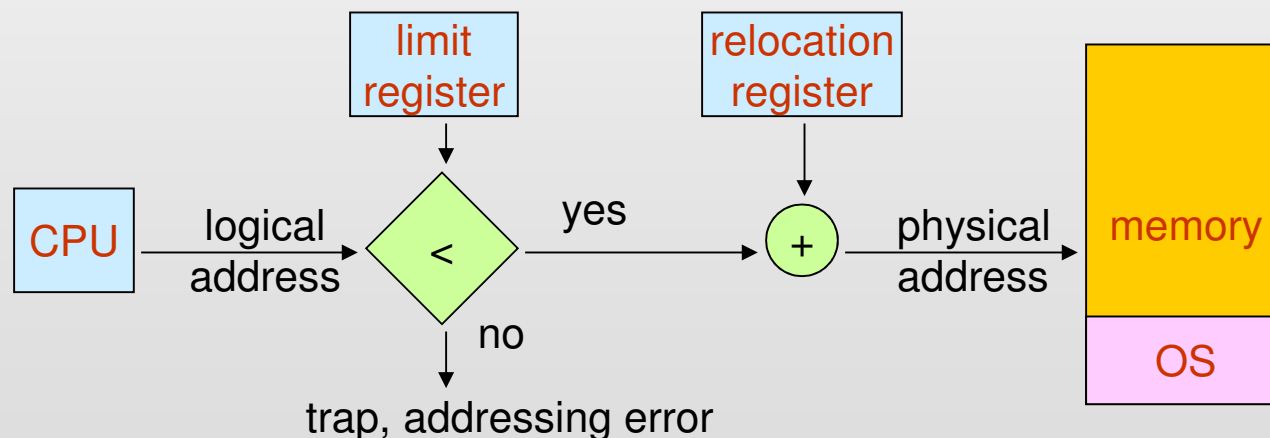 limit
register
relocation
register
CPU
logical
address
<
yes
no
trap, addressing error
+
physical
address
memory
OS